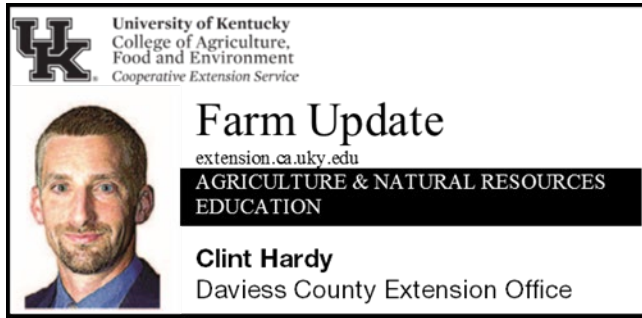 UK
University of Kentucky
College of Agriculture,
Food and Environment
Cooperative Extension Service
Farm Update
extension.ca.uky.edu
AGRICULTURE & NATURAL RESOURCES
EDUCATION
Clint Hardy
Daviess County Extension Office